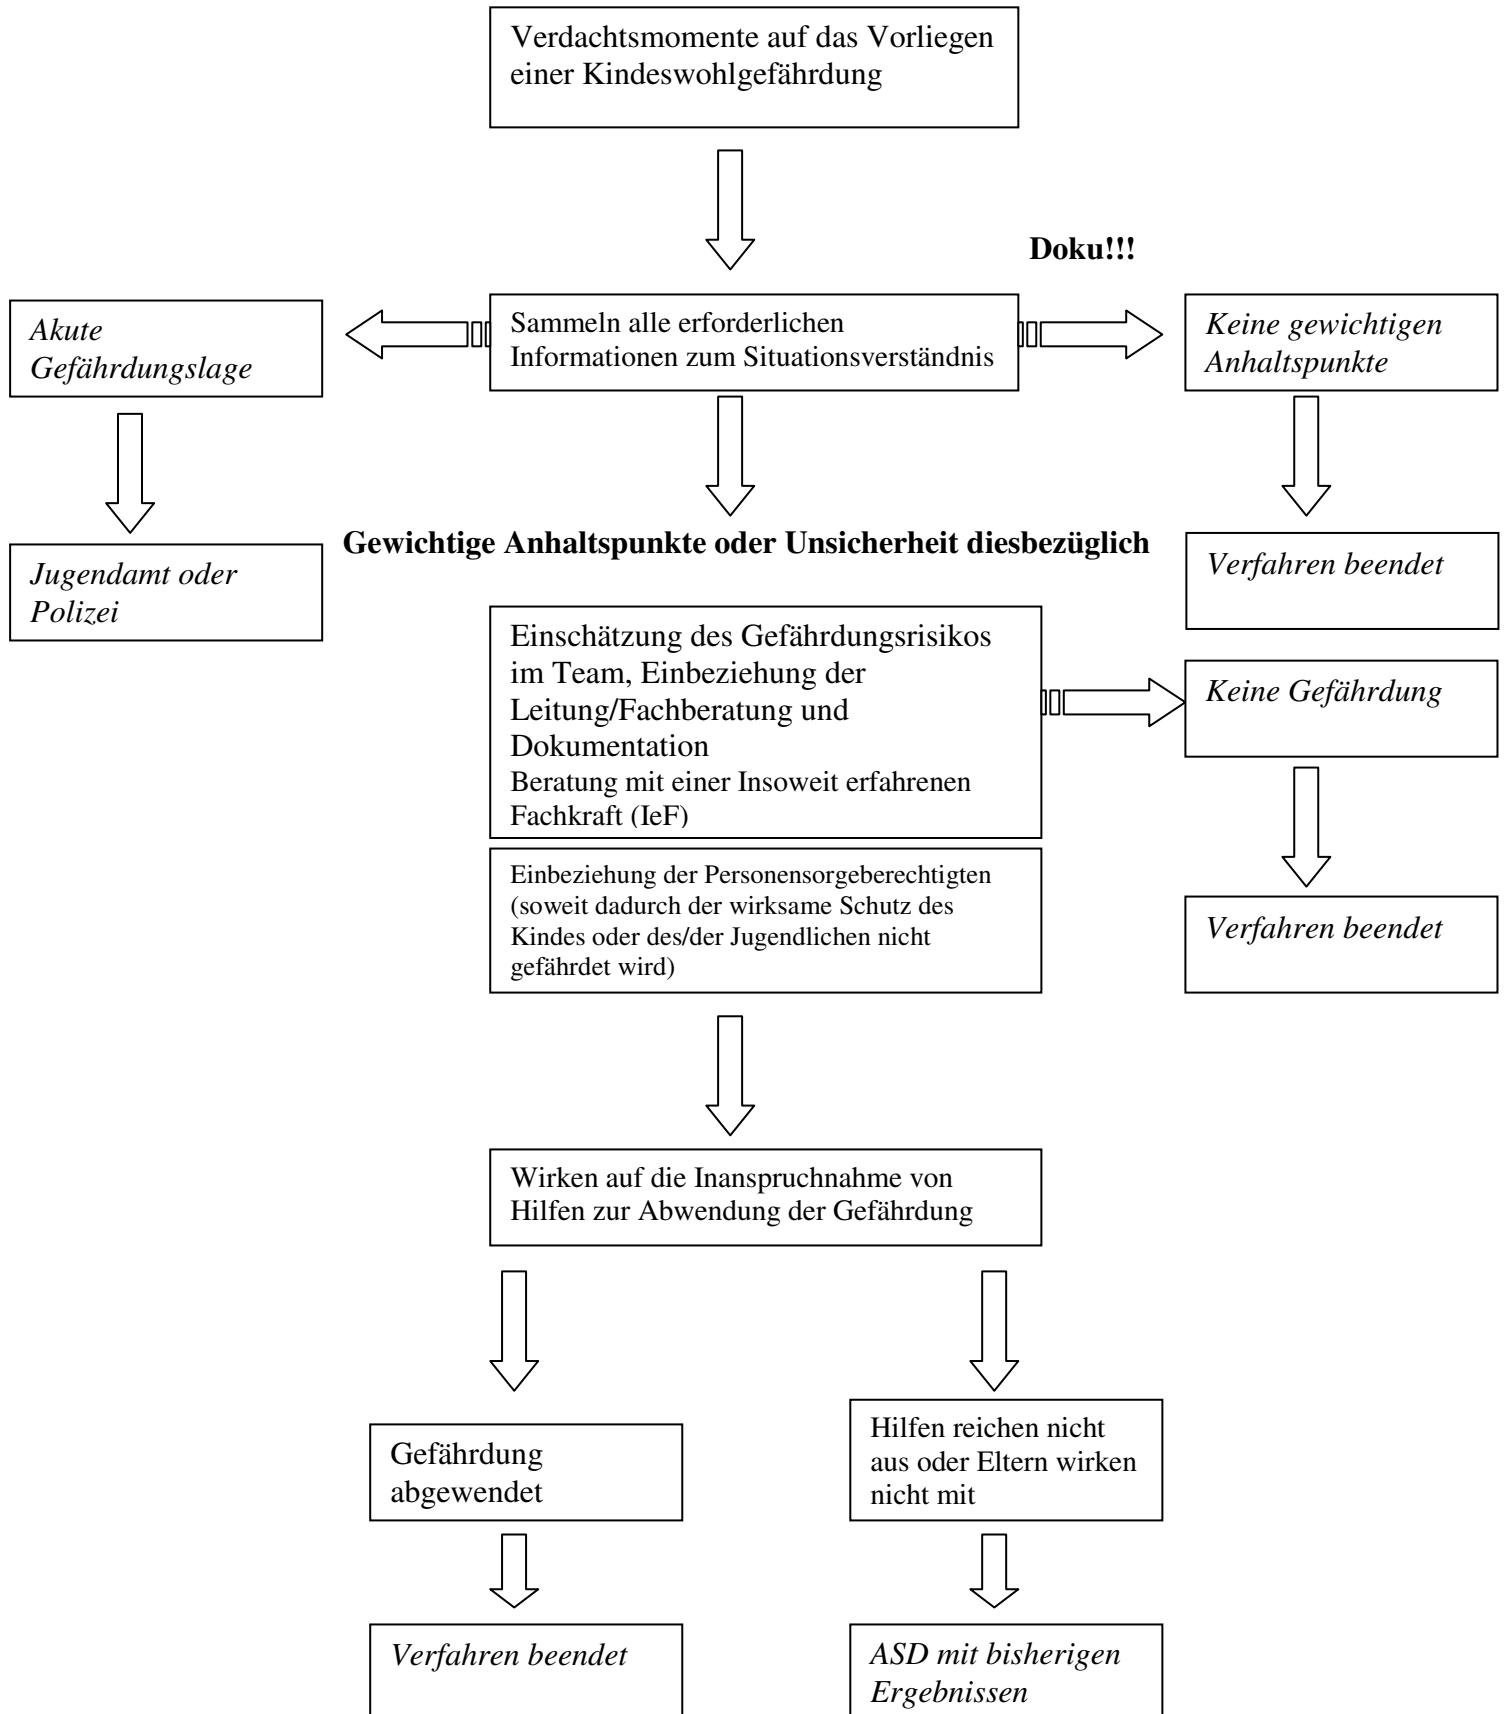 Verdachtsmomente auf das Vorliegen
einer Kindeswohlgefährdung
Doku!!!
Akute
Gefährdungslage
Sammeln alle erforderlichen
Informationen zum Situationsverständnis
Keine gewichtigen
Anhaltspunkte
Gewichtige Anhaltspunkte oder Unsicherheit diesbezüglich
Jugendamt oder
Polizei
Verfahren beendet
Einschätzung des Gefährdungsrisikos
im Team, Einbeziehung der
Leitung/Fachberatung und
Dokumentation
Beratung mit einer Insoweit erfahrenen
Fachkraft (IeF)
Keine Gefährdung
Einbeziehung der Personensorgeberechtigten
(soweit dadurch der wirksame Schutz des
Kindes oder des/der Jugendlichen nicht
gefährdet wird)
Verfahren beendet
Wirken auf die Inanspruchnahme von
Hilfen zur Abwendung der Gefährdung
Gefährdung
abgewendet
Hilfen reichen nicht
aus oder Eltern wirken
nicht mit
Verfahren beendet
ASD mit bisherigen
Ergebnissen